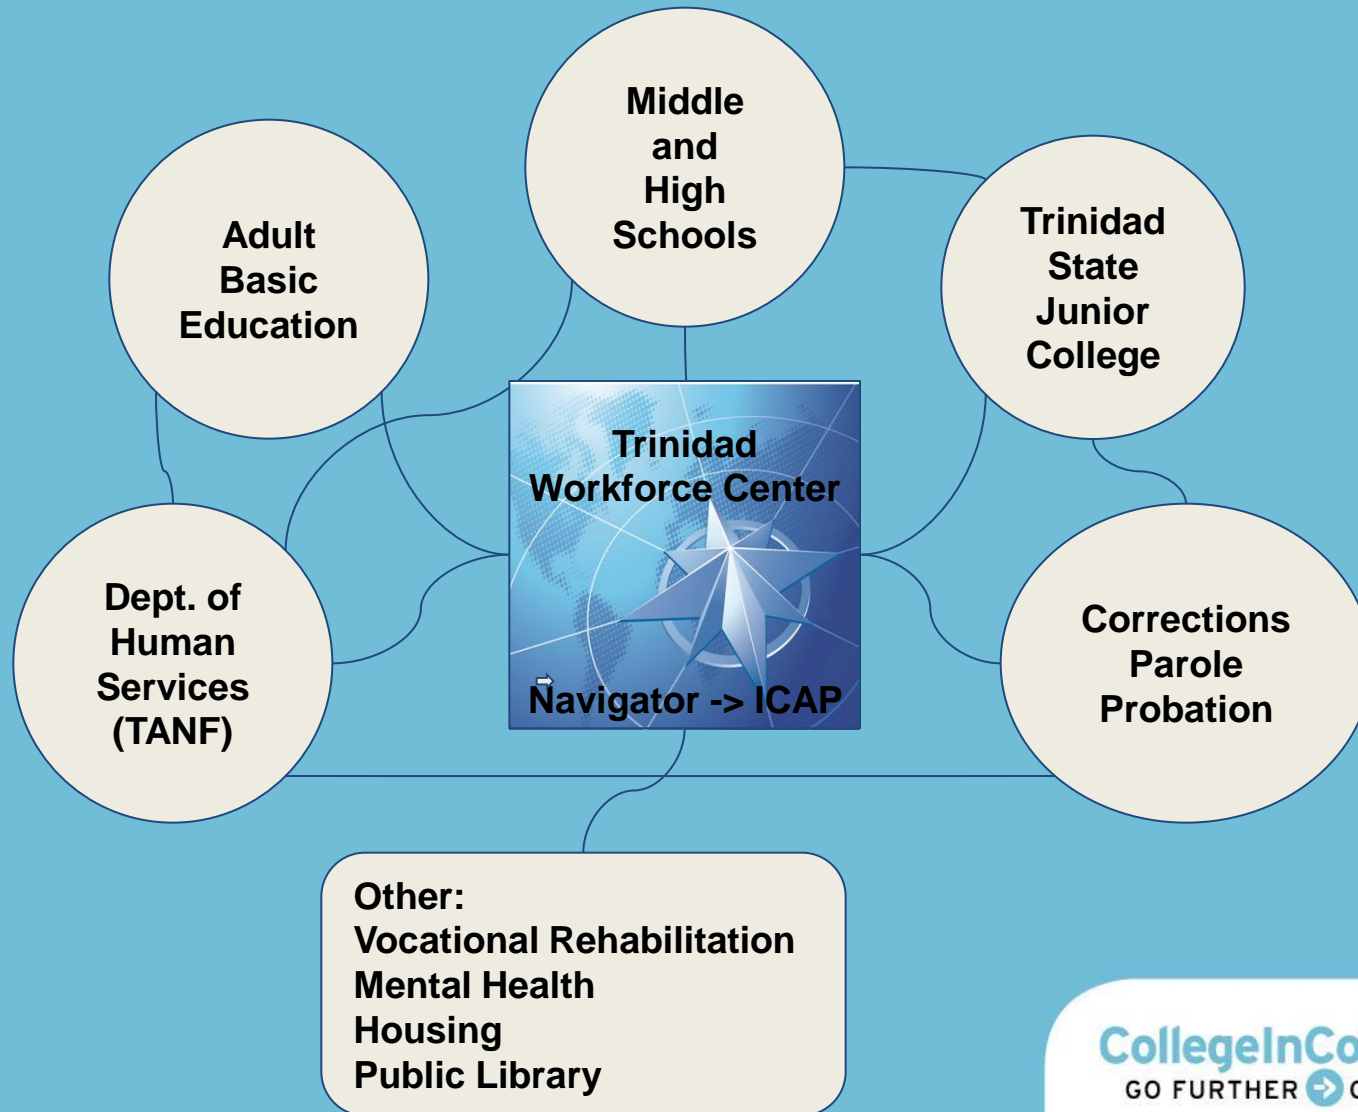 Middle
and
High
Schools
Adult
Basic
Education
Trinidad
State
Junior
College
Trinidad
Workforce Center
Navigator -> ICAP
Dept. of
Human
Services
(TANF)
Corrections
Parole
Probation
Other:
Vocational Rehabilitation
Mental Health
Housing
Public Library
CollegeInCo
GO FURTHER